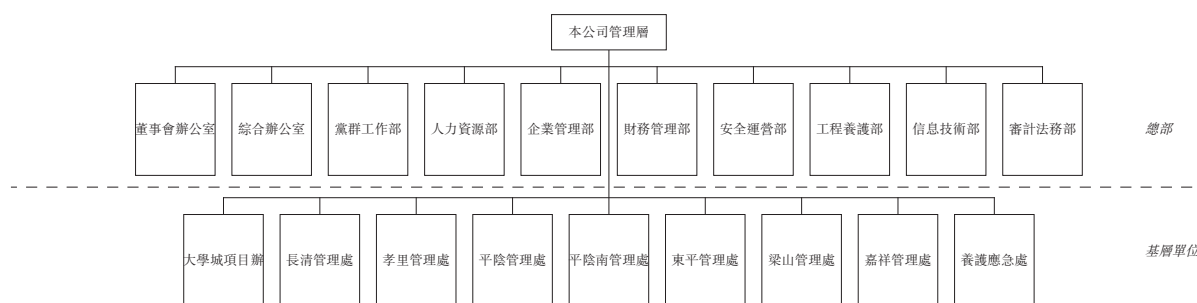 本公司管理層
董事會辦公室
綜合辦公室
黨群工作部
人力資源部
企業管理部
財務管理部
安全運營部
工程養護部
信息技術部
審計法務部
總部
大學城項目辦
長清管理處
孝里管理處
平陰管理處
平陰南管理處
東平管理處
梁山管理處
嘉祥管理處
養護應急處
基層單位